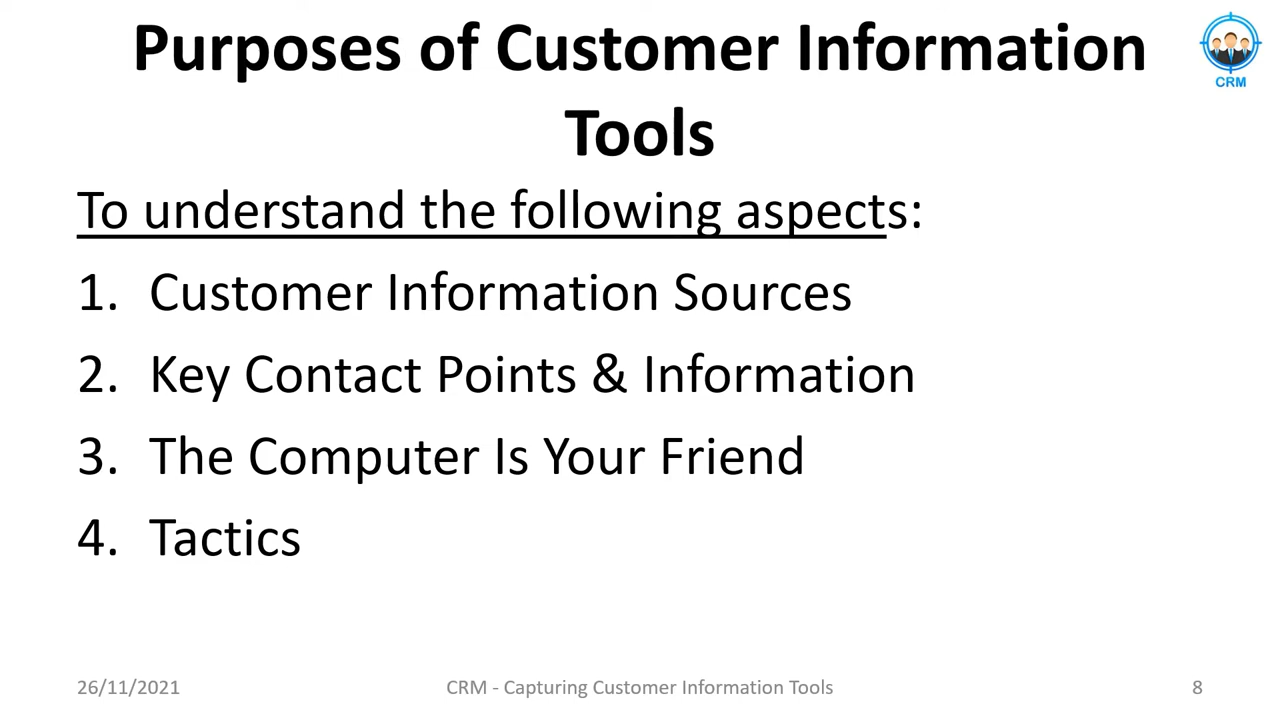 Purposes of Customer Information
Tools
CRM
To understand the following aspects:
1. Customer Information Sources
2. Key Contact Points & Information
3. The Computer Is Your Friend
4. Tactics
26/11/2021
CRM - Capturing Customer Information Tools
8